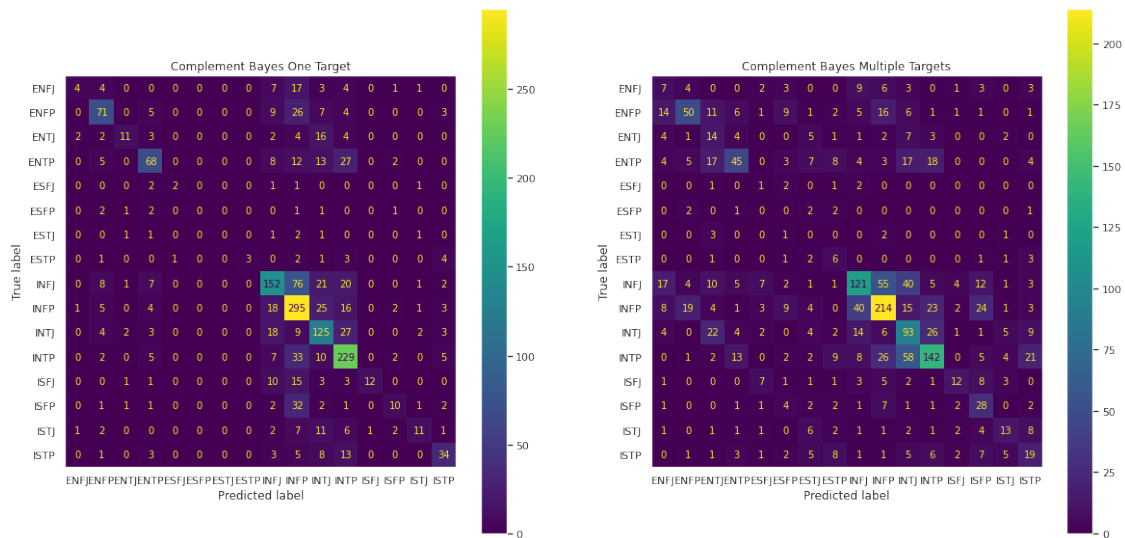 Complement Bayes One Target
ENFJ 4 4 0 0 0 0 0 0 7 17 3 4 0 1 1 0
ENFP 0 71 0 5 0 0 0 0 9 26 7 4 0 0 0 3
ENTJ 2 2 11 3 0 0 0 0 2 4 16 4 0 0 0 0
ENTP 0 5 0 68 0 0 0 0 8 12 13 27 0 2 0 0
ESFJ 0 0 0 2 2 0 0 0 1 1 0 0 0 0 1 0
ESFP 0 2 1 2 0 0 0 0 0 1 1 0 0 1 0 0
ESTJ 0 0 1 1 0 0 0 0 1 2 1 0 0 0 1 0
ESTP 0 1 0 0 1 0 0 3 0 2 1 3 0 0 0 4
INFJ 0 8 1 7 0 0 0 0 152 76 21 20 0 0 1 2
INFP 1 5 0 4 0 0 0 0 18 295 25 16 0 2 1 3
INTJ 0 4 2 3 0 0 0 0 18 9 125 27 0 0 2 3
INTP 0 2 0 5 0 0 0 0 7 33 10 229 0 2 0 5
ISFJ 0 0 1 1 0 0 0 0 10 15 3 3 12 0 0 0
ISFP 0 1 1 1 0 0 0 0 2 32 2 1 0 10 1 2
ISTJ 1 2 0 0 0 0 0 0 2 7 11 6 1 2 11 1
ISTP 0 1 0 3 0 0 0 0 3 5 8 13 0 0 0 34
ENFJ ENFP ENTJ ENTP ESFJ ESFP ESTJ ESTP INFJ INFP INTJ INTP ISFJ ISFP ISTJ ISTP
True label
Predicted label
250
200
150
100
50
0
Complement Bayes Multiple Targets
ENFJ 7 4 0 0 2 3 0 0 9 6 3 0 1 3 0 3
ENFP 14 50 11 6 1 9 1 2 5 16 6 1 1 1 0 1
ENTJ 4 1 14 4 0 0 5 1 1 2 7 3 0 0 2 0
ENTP 4 5 17 45 0 3 7 8 4 3 17 18 0 0 0 4
ESFJ 0 0 1 0 1 2 0 1 2 0 0 0 0 0 0 0
ESFP 0 2 0 1 0 0 2 2 0 0 0 0 0 0 0 1
ESTJ 0 0 3 0 0 1 0 0 0 2 0 0 0 1 0 0
ESTP 0 0 0 1 0 1 2 6 0 0 0 0 0 1 1 3
INFJ 17 4 10 5 7 2 1 1 121 55 40 5 4 12 1 3
INFP 8 19 4 1 3 9 4 0 40 214 15 23 2 24 1 3
INTJ 4 0 22 4 0 2 4 2 14 6 93 26 1 1 5 9
INTP 0 1 2 13 0 2 2 9 8 26 58 142 0 5 4 21
ISFJ 0 0 0 0 7 1 1 1 3 5 2 1 12 8 3 0
ISFP 1 0 0 2 1 4 2 2 1 7 1 1 2 28 0 1
ISTJ 0 1 1 2 1 0 6 0 1 1 4 2 2 2 13 8
ISTP 0 0 1 3 1 2 5 8 1 1 5 6 3 7 5 19
ENFJ ENFP ENTJ ENTP ESFJ ESFP ESTJ ESTP INFJ INFP INTJ INTP ISFJ ISFP ISTJ ISTP
True label
Predicted label
200
175
150
125
100
75
50
25
0